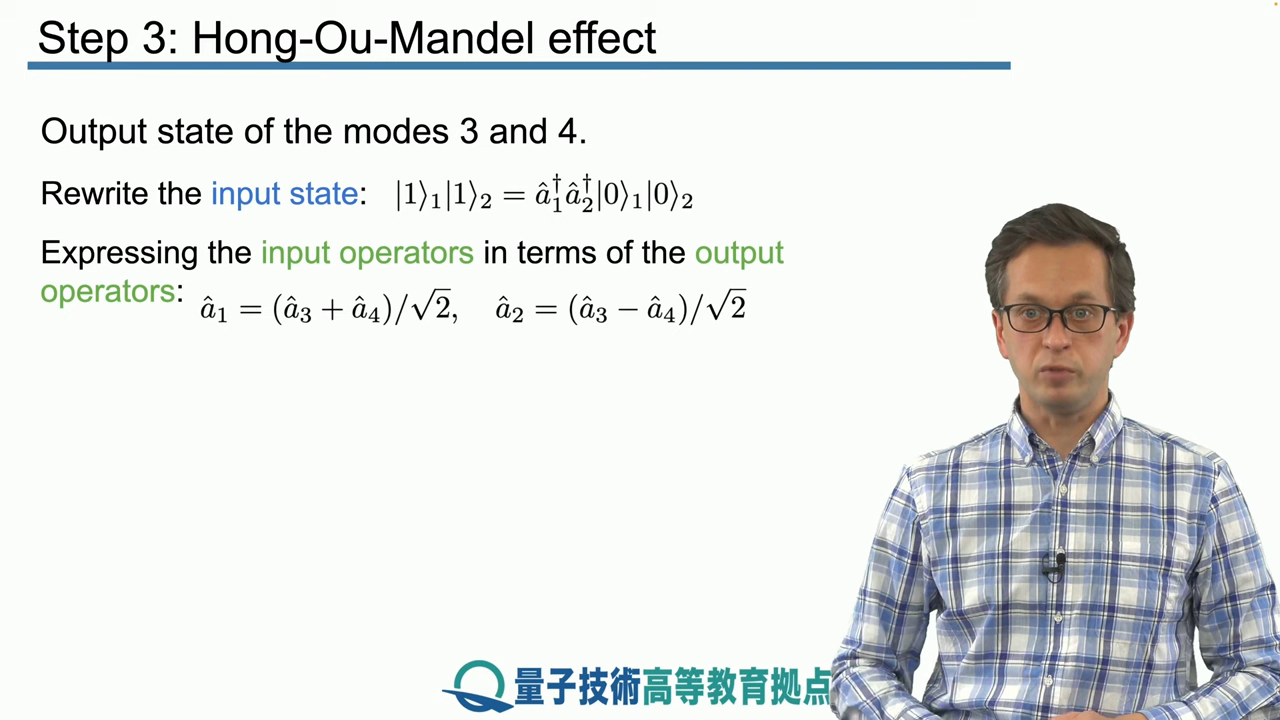 Step 3: Hong-Ou-Mandel effect
Output state of the modes 3 and 4.
Rewrite the input state: |1⟩₁|1⟩₂ = â₁†â₂†|0⟩₁|0⟩₂
Expressing the input operators in terms of the output
operators: â₁ = (â₃ + â₄)/√2, â₂ = (â₃ − â₄)/√2
量子技術高等教育拠点